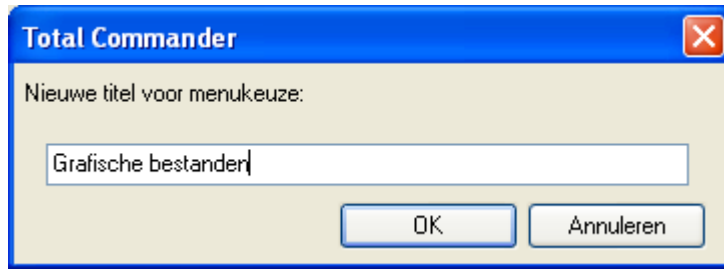 Total Commander
Nieuwe titel voor menukeuze:
Grafische bestanden
OK Annuleren